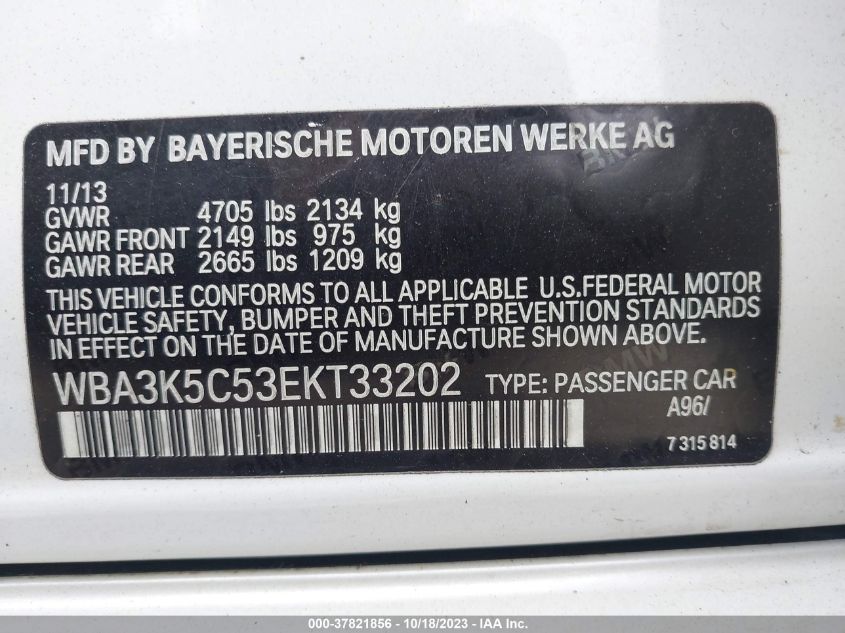 MFD BY BAYERISCHE MOTOREN WERKE AG
11/13
GVWR 4705 lbs 2134 kg
GAWR FRONT 2149 lbs 975 kg
GAWR REAR 2665 lbs 1209 kg
THIS VEHICLE CONFORMS TO ALL APPLICABLE U.S.FEDERAL MOTOR
VEHICLE SAFETY, BUMPER AND THEFT PREVENTION STANDARDS
IN EFFECT ON THE DATE OF MANUFACTURE SHOWN ABOVE.
WBA3K5C53EKT33202 TYPE: PASSENGER CAR
A96/
7 315 814
000-37821856 - 10/18/2023 - IAA Inc.